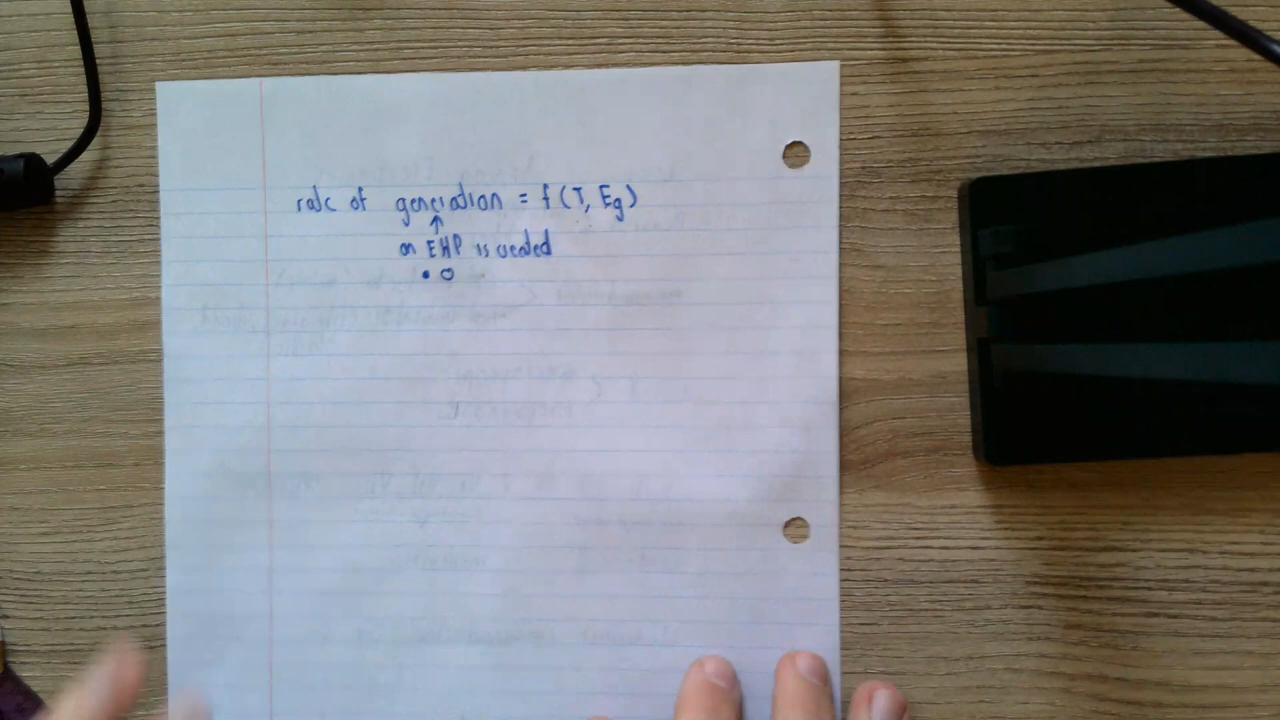 rate of generation = f(T, Eg)
↑
an EHP is created